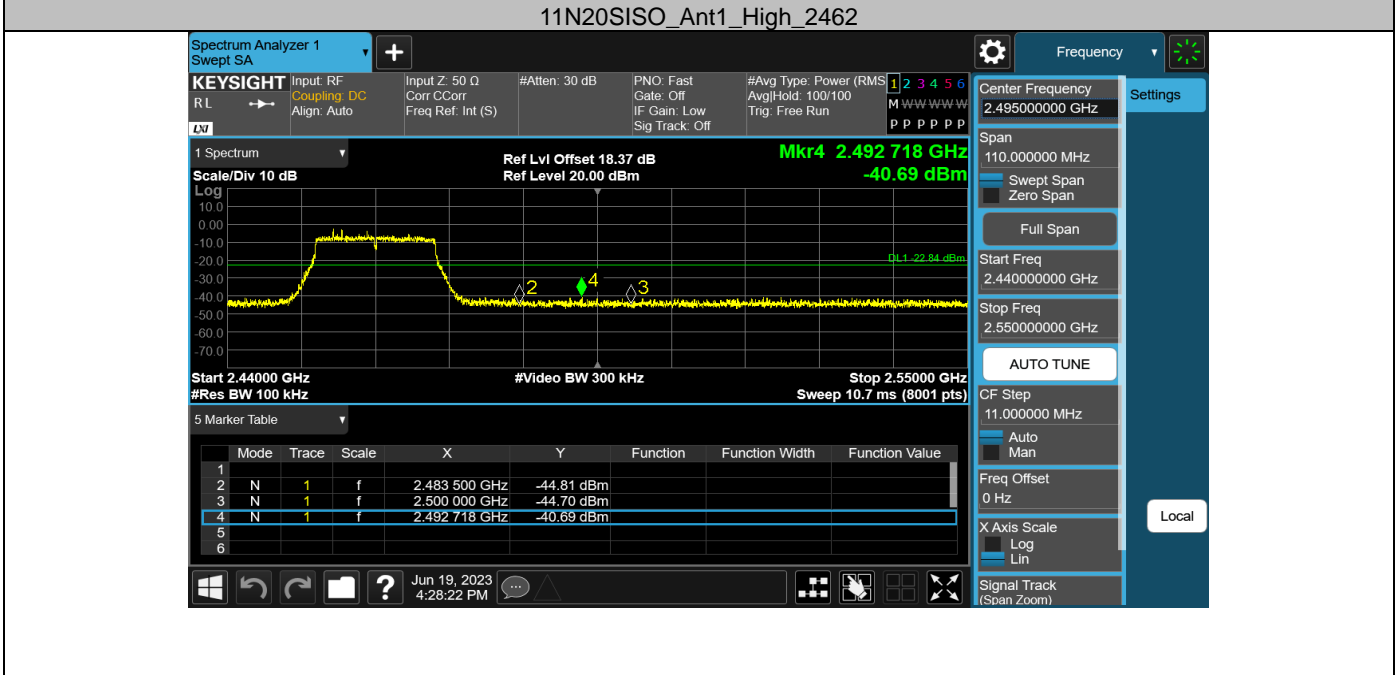 11N20SISO_Ant1_High_2462
Spectrum Analyzer 1
Swept SA
Frequency
KEYSIGHT
R L
LXI
Input: RF
Coupling: DC
Align: Auto
Input Z: 50 Ω
Corr CCorr
Freq Ref: Int (S)
#Atten: 30 dB
PNO: Fast
Gate: Off
IF Gain: Low
Sig Track: Off
#Avg Type: Power (RMS
Avg|Hold: 100/100
Trig: Free Run
1 2 3 4 5 6
M W W W W W
P P P P P P
1 Spectrum
Scale/Div 10 dB
Ref Lvl Offset 18.37 dB
Ref Level 20.00 dBm
Mkr4 2.492 718 GHz
-40.69 dBm
Log
10.0
0.00
-10.0
-20.0
-30.0
-40.0
-50.0
-60.0
-70.0
DL1 -22.84 dBm
2
4
3
Start 2.44000 GHz
#Video BW 300 kHz
Stop 2.55000 GHz
#Res BW 100 kHz
Sweep 10.7 ms (8001 pts)
5 Marker Table
Mode Trace Scale X Y Function Function Width Function Value
1
2 N 1 f 2.483 500 GHz -44.81 dBm
3 N 1 f 2.500 000 GHz -44.70 dBm
4 N 1 f 2.492 718 GHz -40.69 dBm
5
6
?
Jun 19, 2023
4:28:22 PM
Center Frequency
2.495000000 GHz
Settings
Span
110.000000 MHz
Swept Span
Zero Span
Full Span
Start Freq
2.440000000 GHz
Stop Freq
2.550000000 GHz
AUTO TUNE
CF Step
11.000000 MHz
Auto
Man
Freq Offset
0 Hz
X Axis Scale
Log
Lin
Local
Signal Track
(Span Zoom)